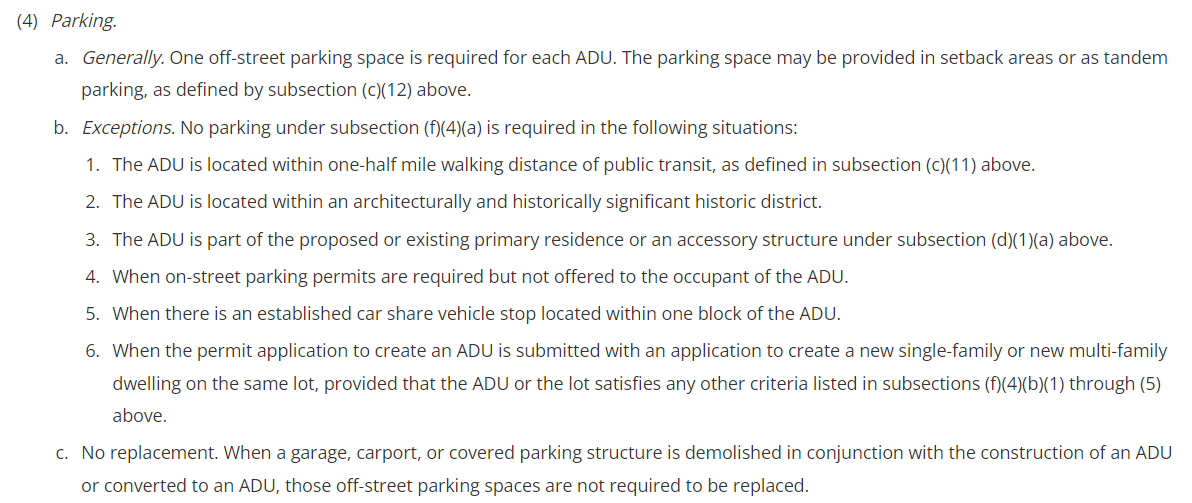 (4) Parking.
a. Generally. One off-street parking space is required for each ADU. The parking space may be provided in setback areas or as tandem
parking, as defined by subsection (c)(12) above.
b. Exceptions. No parking under subsection (f)(4)(a) is required in the following situations:
1. The ADU is located within one-half mile walking distance of public transit, as defined in subsection (c)(11) above.
2. The ADU is located within an architecturally and historically significant historic district.
3. The ADU is part of the proposed or existing primary residence or an accessory structure under subsection (d)(1)(a) above.
4. When on-street parking permits are required but not offered to the occupant of the ADU.
5. When there is an established car share vehicle stop located within one block of the ADU.
6. When the permit application to create an ADU is submitted with an application to create a new single-family or new multi-family
dwelling on the same lot, provided that the ADU or the lot satisfies any other criteria listed in subsections (f)(4)(b)(1) through (5)
above.
c. No replacement. When a garage, carport, or covered parking structure is demolished in conjunction with the construction of an ADU
or converted to an ADU, those off-street parking spaces are not required to be replaced.